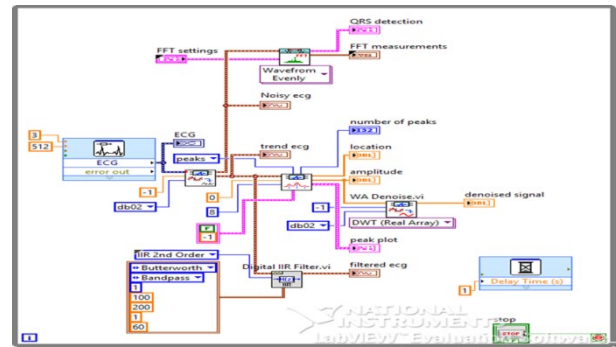 QRS detection
FFT settings
FFT measurements
Wavefrom
Evenly
Noisy ecg
number of peaks
3
512
ECG
trend ecg
location
peaks
ECG
error out
amplitude
-1
0
WA Denoise.vi
denoised signal
db02
8
-1
F
-1
db02
DWT (Real Array)
peak plot
IIR 2nd Order
Digital IIR Filter.vi
filtered ecg
Butterworth
Bandpass
1
100
200
1
60
1
Delay Time (s)
NATIONAL
INSTRUMENTS
LabVIEW™ Evaluation Software
stop
STOP
i